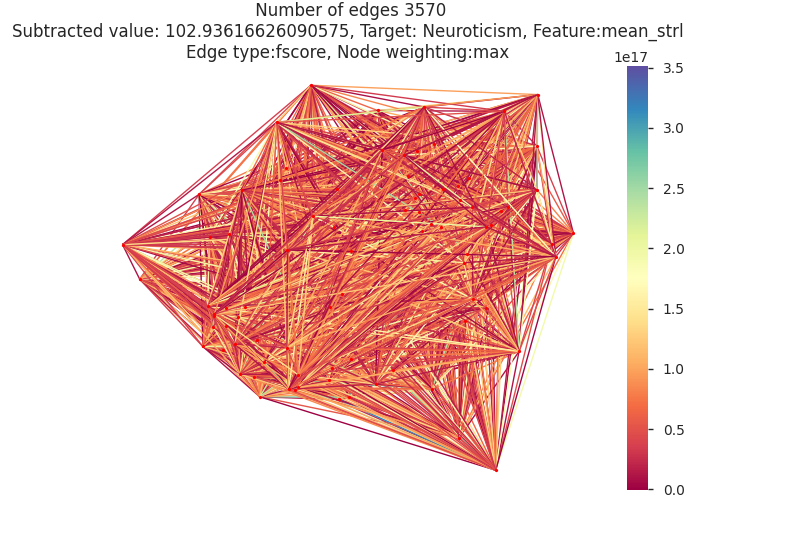 Number of edges 3570
Subtracted value: 102.93616626090575, Target: Neuroticism, Feature:mean_strl
Edge type:fscore, Node weighting:max
1e17
3.5
3.0
2.5
2.0
1.5
1.0
0.5
0.0